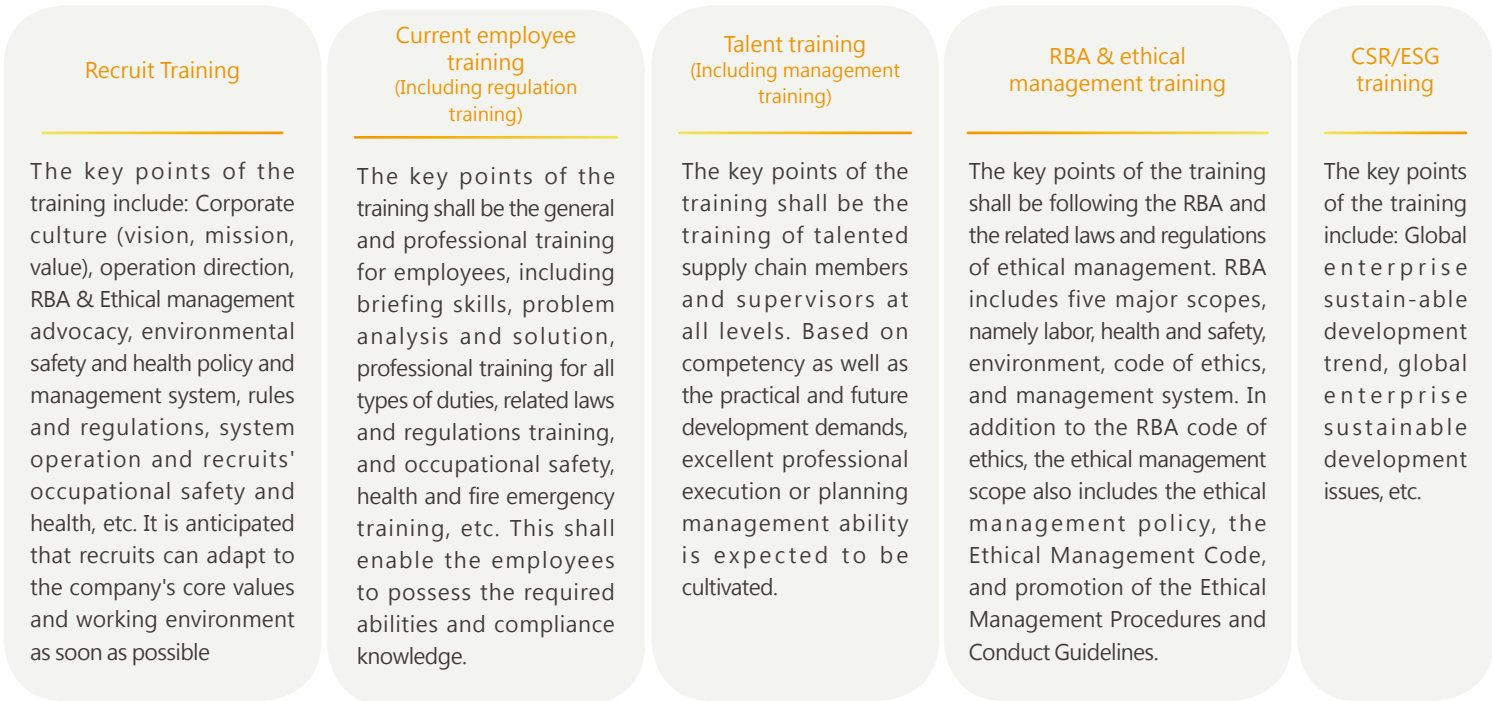 Recruit Training
The key points of the
training include: Corporate
culture (vision, mission,
value), operation direction,
RBA & Ethical management
advocacy, environmental
safety and health policy and
management system, rules
and regulations, system
operation and recruits'
occupational safety and
health, etc. It is anticipated
that recruits can adapt to
the company's core values
and working environment
as soon as possible
Current employee
training
(Including regulation
training)
The key points of the
training shall be the general
and professional training
for employees, including
briefing skills, problem
analysis and solution,
professional training for all
types of duties, related laws
and regulations training,
and occupational safety,
health and fire emergency
training, etc. This shall
enable the employees
to possess the required
abilities and compliance
knowledge.
Talent training
(Including management
training)
The key points of the
training shall be the
training of talented
supply chain members
and supervisors at
all levels. Based on
competency as well as
the practical and future
development demands,
excellent professional
execution or planning
management ability
is expected to be
cultivated.
RBA & ethical
management training
The key points of the training
shall be following the RBA and
the related laws and regulations
of ethical management. RBA
includes five major scopes,
namely labor, health and safety,
environment, code of ethics,
and management system. In
addition to the RBA code of
ethics, the ethical management
scope also includes the ethical
management policy, the
Ethical Management Code,
and promotion of the Ethical
Management Procedures and
Conduct Guidelines.
CSR/ESG
training
The key points
of the training
include: Global
enterprise
sustain-able
development
trend, global
enterprise
sustainable
development
issues, etc.